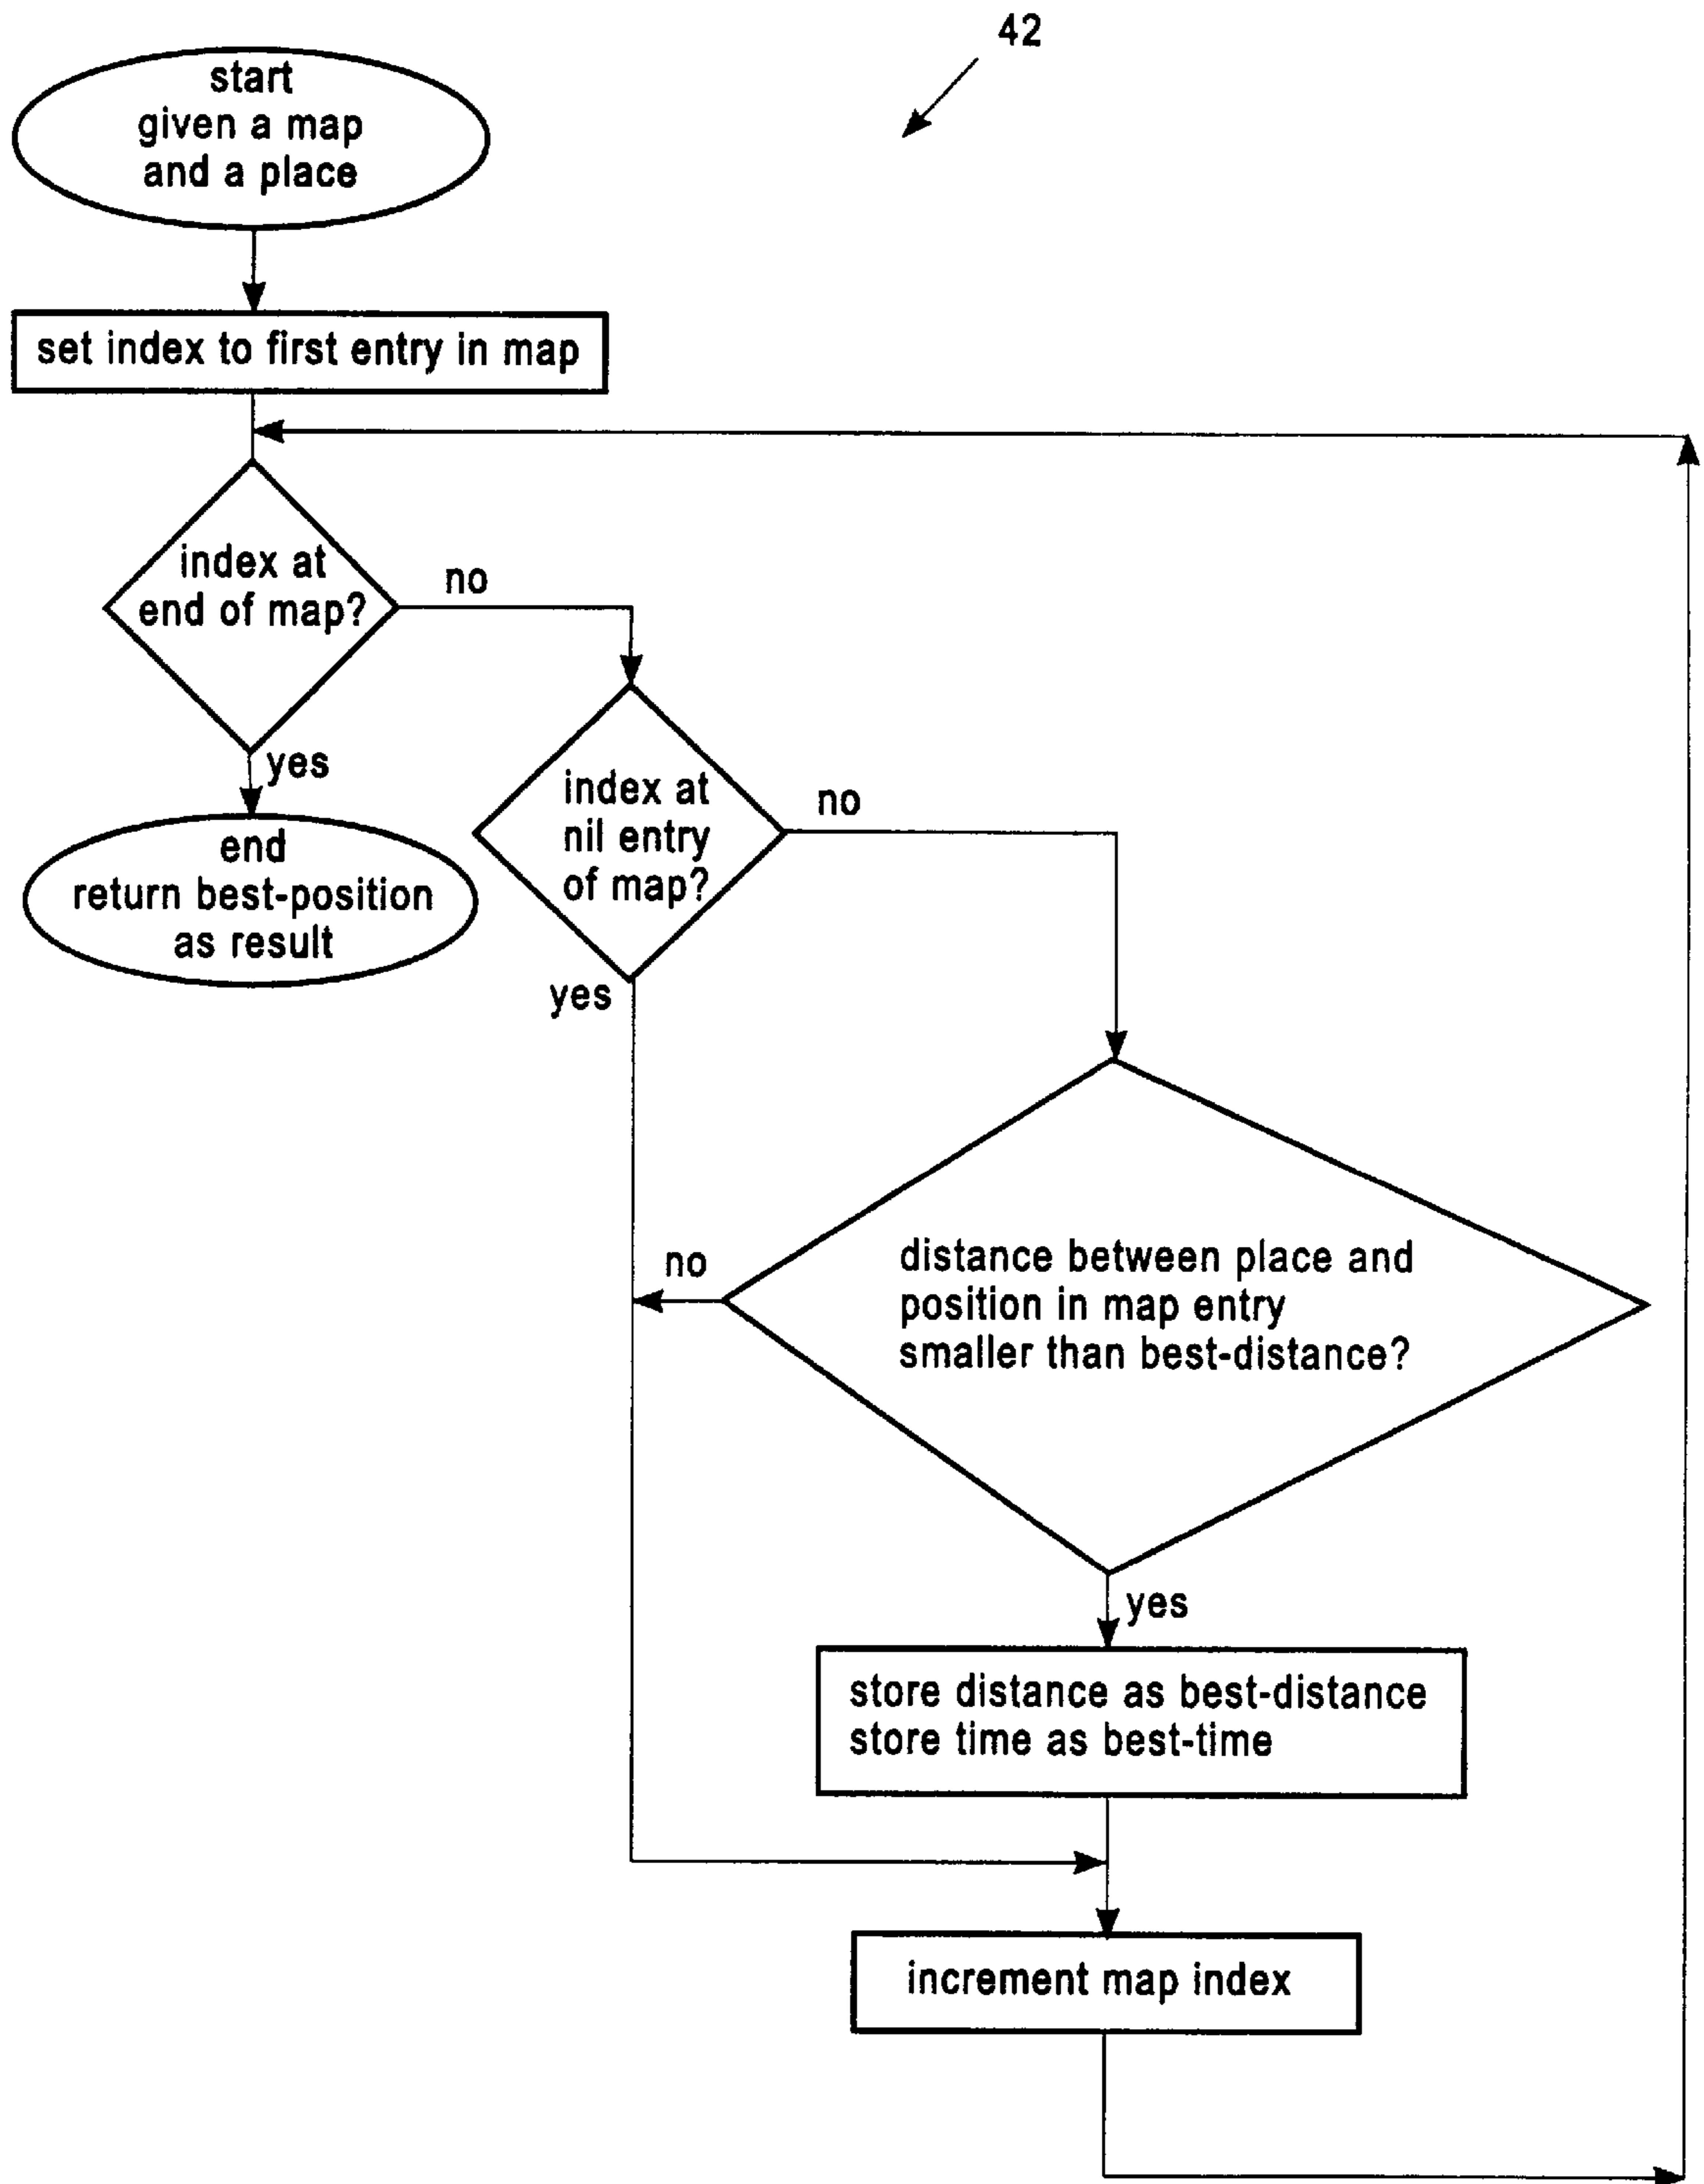 42
start
given a map
and a place
set index to first entry in map
index at
end of map?
no
yes
end
return best-position
as result
index at
nil entry
of map?
no
yes
distance between place and
position in map entry
smaller than best-distance?
no
yes
store distance as best-distance
store time as best-time
increment map index